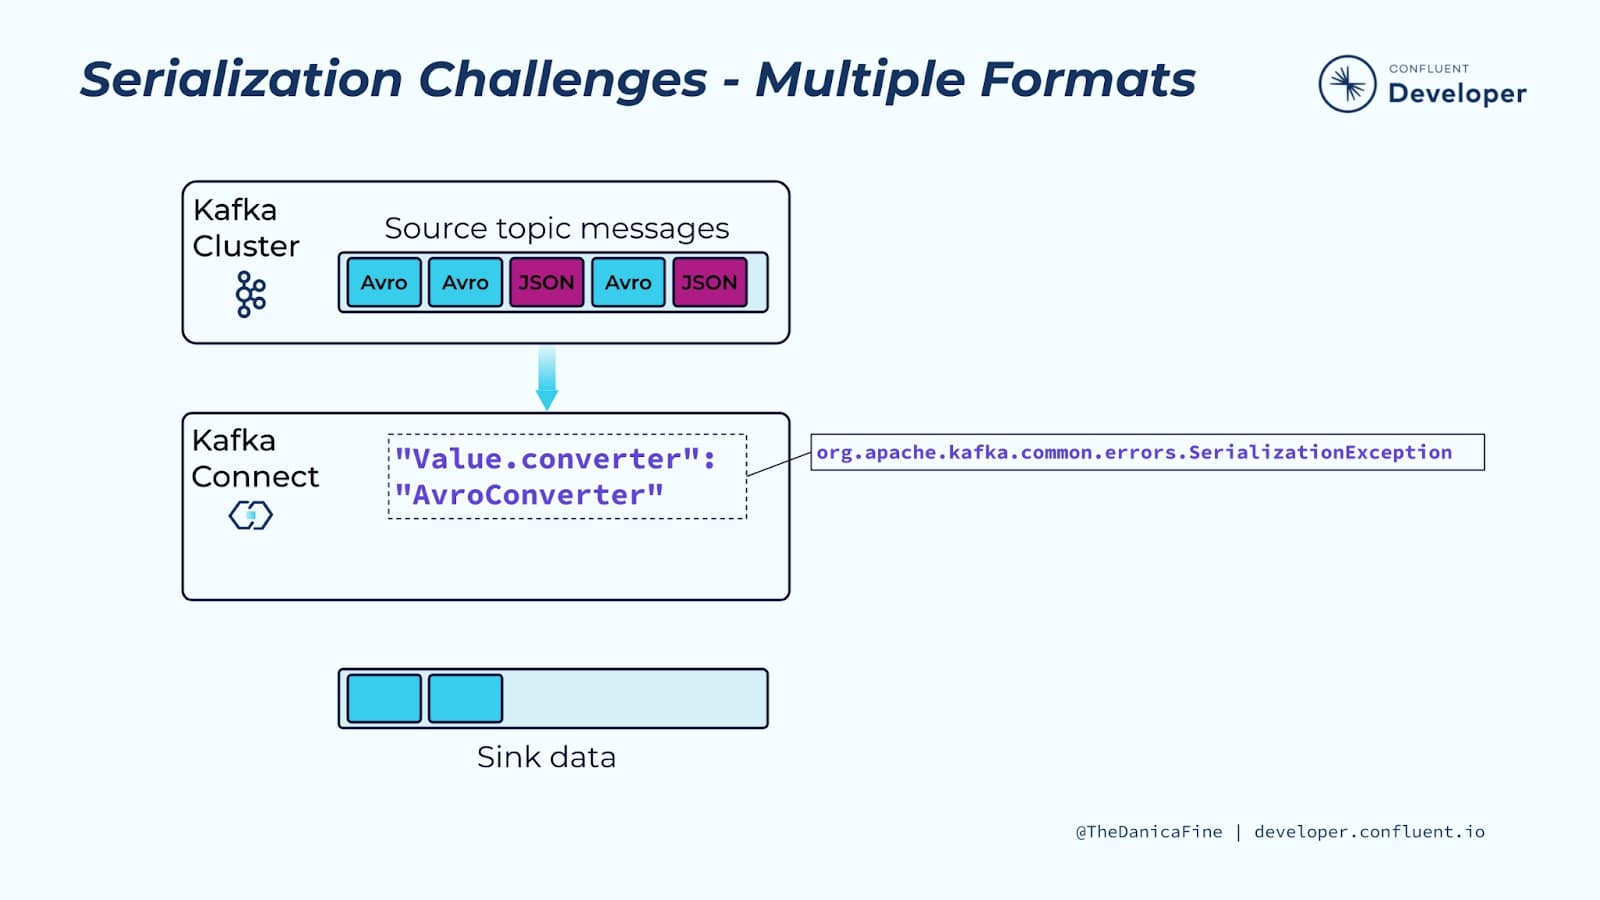 Serialization Challenges - Multiple Formats
CONFLUENT
Developer
Kafka
Cluster
Source topic messages
Avro
Avro
JSON
Avro
JSON
Kafka
Connect
"Value.converter":
"AvroConverter"
org.apache.kafka.common.errors.SerializationException
Sink data
@TheDanicaFine | developer.confluent.io